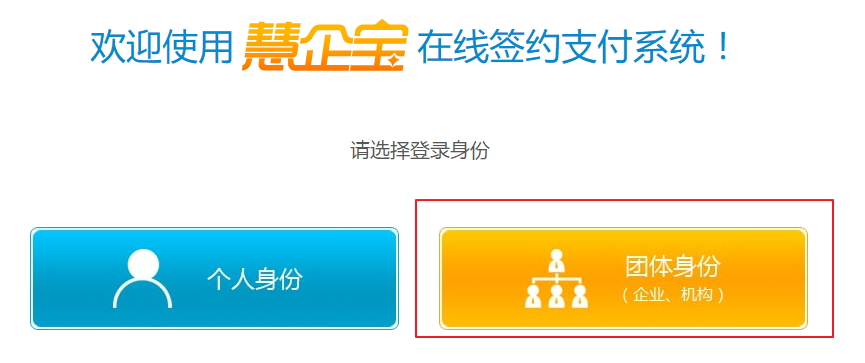 欢迎使用 慧企宝 在线签约支付系统！
请选择登录身份
个人身份
团体身份
（企业、机构）